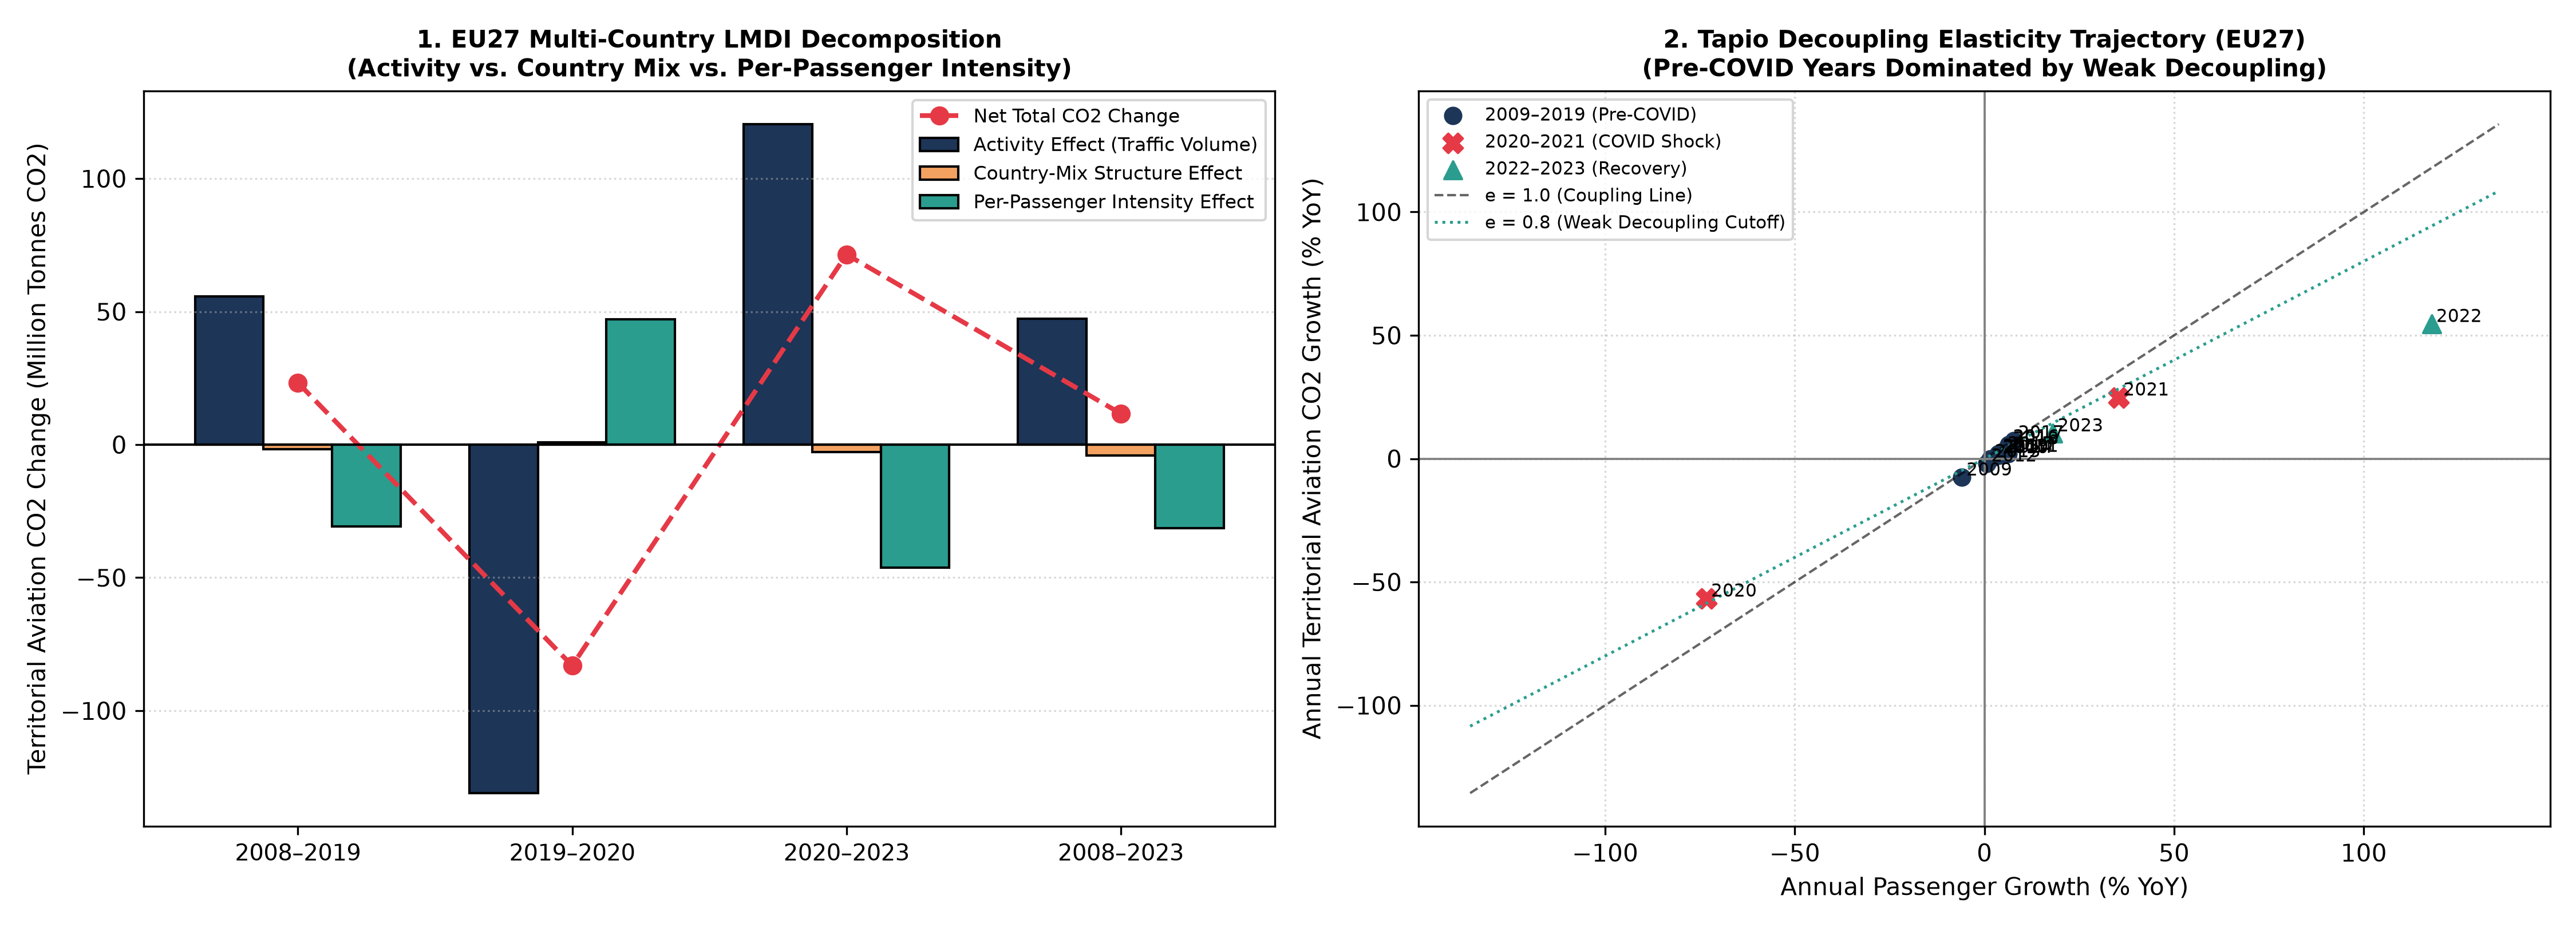 1. EU27 Multi-Country LMDI Decomposition
(Activity vs. Country Mix vs. Per-Passenger Intensity)
Territorial Aviation CO2 Change (Million Tonnes CO2)
100
50
0
−50
−100
Net Total CO2 Change
Activity Effect (Traffic Volume)
Country-Mix Structure Effect
Per-Passenger Intensity Effect
2008–2019
2019–2020
2020–2023
2008–2023
2. Tapio Decoupling Elasticity Trajectory (EU27)
(Pre-COVID Years Dominated by Weak Decoupling)
Annual Territorial Aviation CO2 Growth (% YoY)
100
50
0
−50
−100
2009–2019 (Pre-COVID)
2020–2021 (COVID Shock)
2022–2023 (Recovery)
e = 1.0 (Coupling Line)
e = 0.8 (Weak Decoupling Cutoff)
2022
2021
2023
2017
2012
2009
2020
−100
−50
0
50
100
Annual Passenger Growth (% YoY)